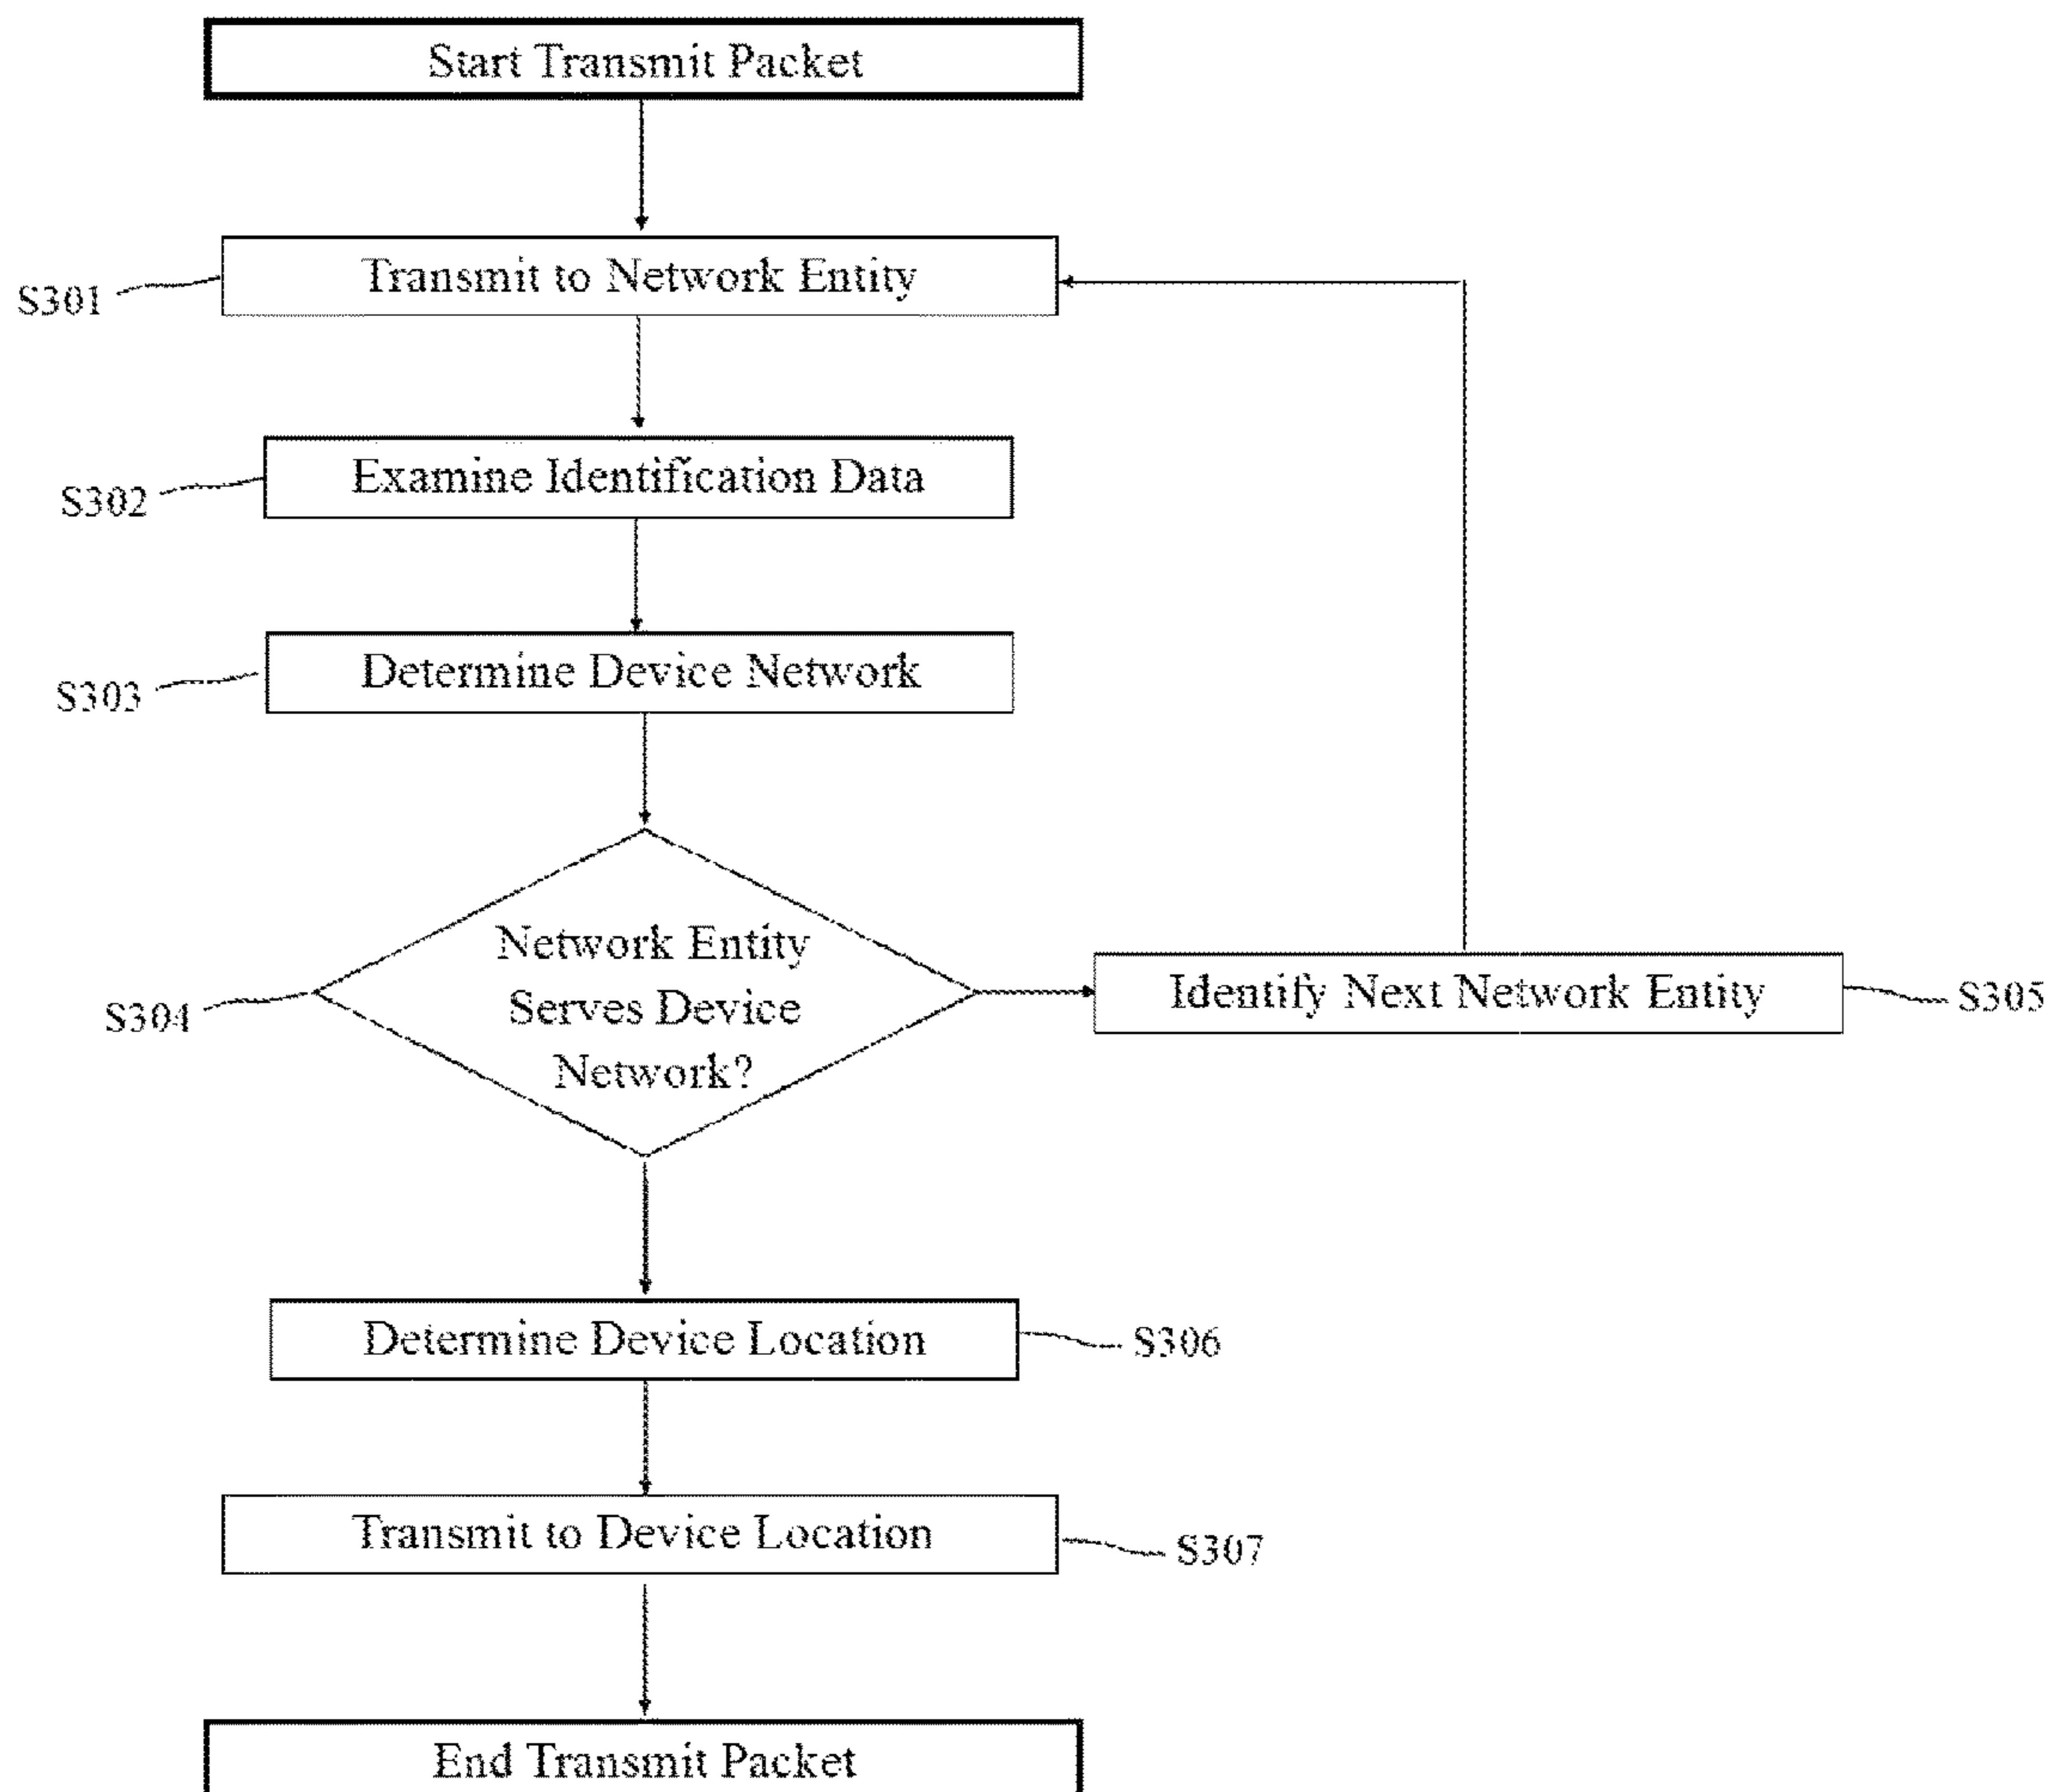 Start Transmit Packet
Transmit to Network Entity
S301
Examine Identification Data
S302
Determine Device Network
S303
Network Entity
Serves Device
Network?
S304
Identify Next Network Entity
S305
Determine Device Location
S306
Transmit to Device Location
S307
End Transmit Packet